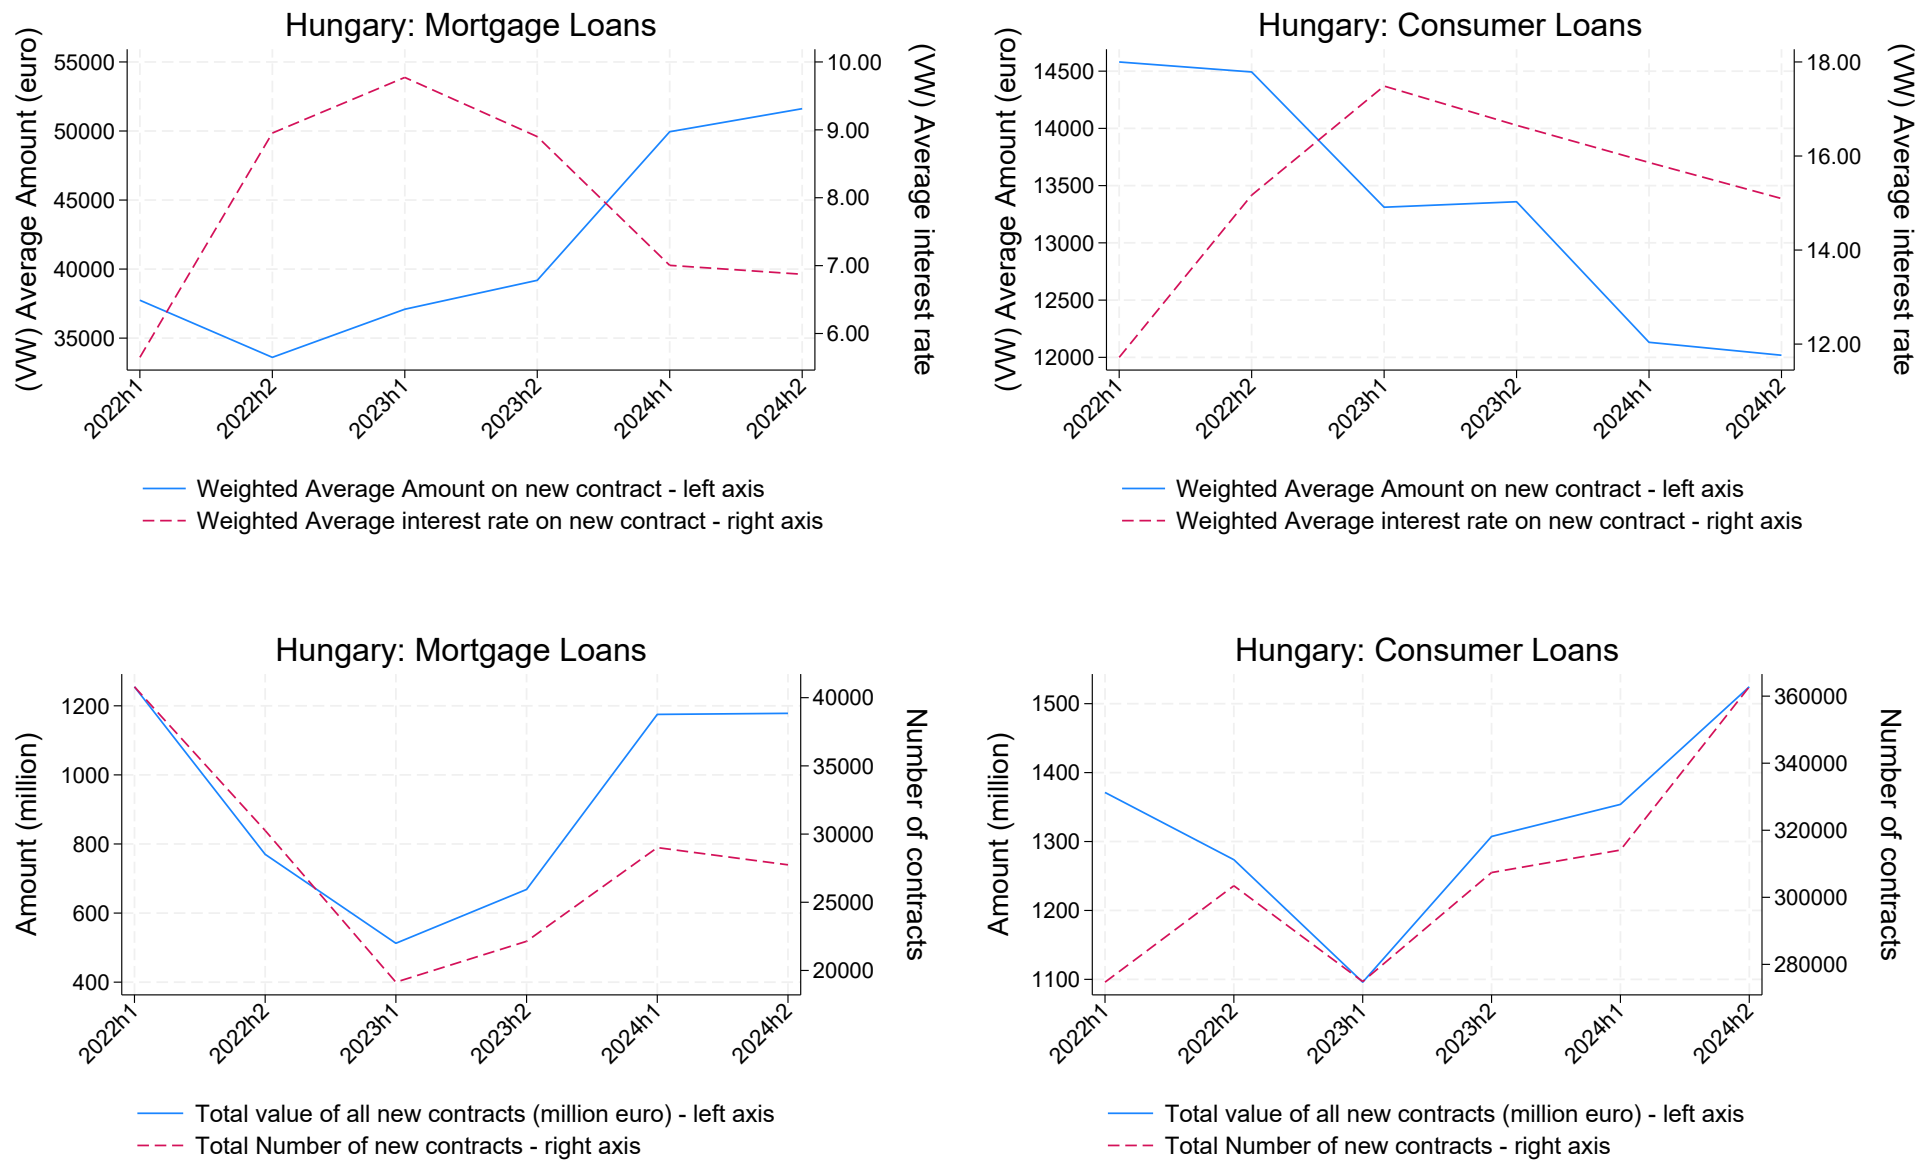 Hungary: Mortgage Loans
(VW) Average Amount (euro)
55000
50000
45000
40000
35000
10.00
9.00
8.00
7.00
6.00
(VW) Average interest rate
2022h1
2022h2
2023h1
2023h2
2024h1
2024h2
Weighted Average Amount on new contract - left axis
Weighted Average interest rate on new contract - right axis
Hungary: Consumer Loans
(VW) Average Amount (euro)
14500
14000
13500
13000
12500
12000
18.00
16.00
14.00
12.00
(VW) Average interest rate
2022h1
2022h2
2023h1
2023h2
2024h1
2024h2
Weighted Average Amount on new contract - left axis
Weighted Average interest rate on new contract - right axis
Hungary: Mortgage Loans
Amount (million)
1200
1000
800
600
400
40000
35000
30000
25000
20000
Number of contracts
2022h1
2022h2
2023h1
2023h2
2024h1
2024h2
Total value of all new contracts (million euro) - left axis
Total Number of new contracts - right axis
Hungary: Consumer Loans
Amount (million)
1500
1400
1300
1200
1100
360000
340000
320000
300000
280000
Number of contracts
2022h1
2022h2
2023h1
2023h2
2024h1
2024h2
Total value of all new contracts (million euro) - left axis
Total Number of new contracts - right axis